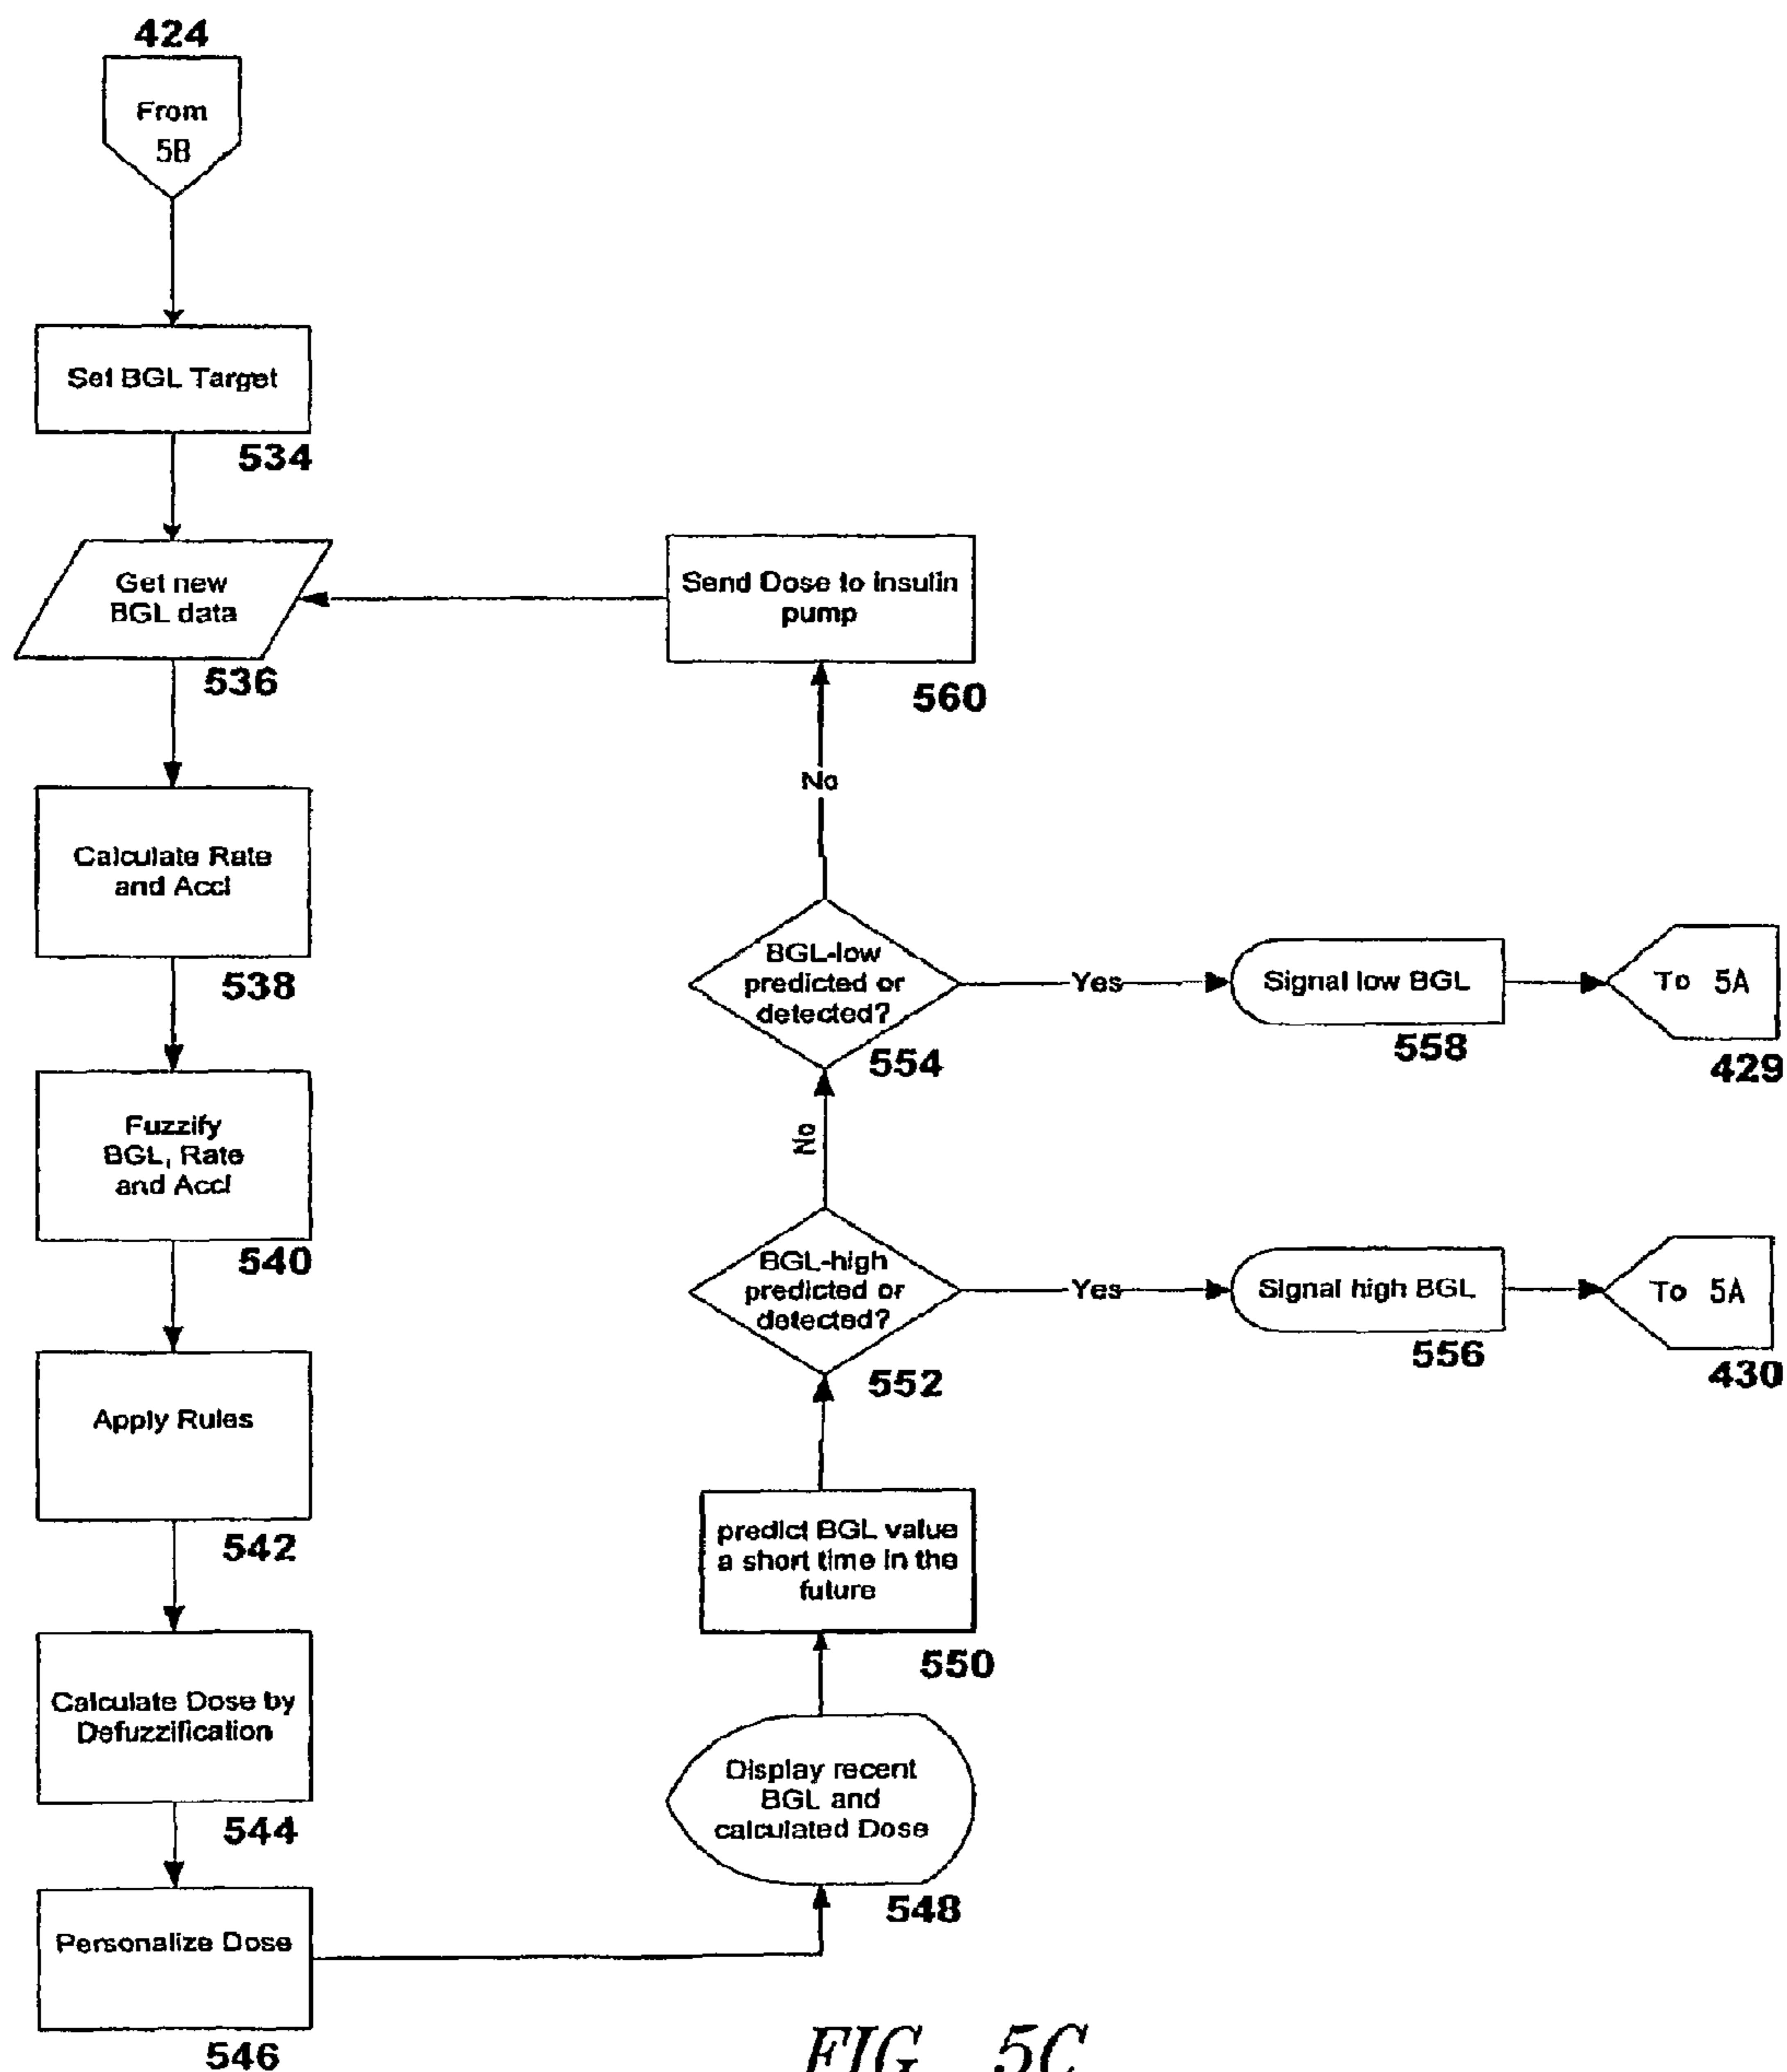 424
From
5B
Set BGL Target
534
Get new
BGL data
536
Calculate Rate
and Accl
538
Fuzzify
BGL, Rate
and Accl
540
Apply Rules
542
Calculate Dose by
Defuzzification
544
Personalize Dose
546
Display recent
BGL and
calculated Dose
548
predict BGL value
a short time in the
future
550
BGL-high
predicted or
detected?
552
Yes
Signal high BGL
556
To 5A
430
No
BGL-low
predicted or
detected?
554
Yes
Signal low BGL
558
To 5A
429
No
Send Dose to insulin
pump
560
FIG 5C